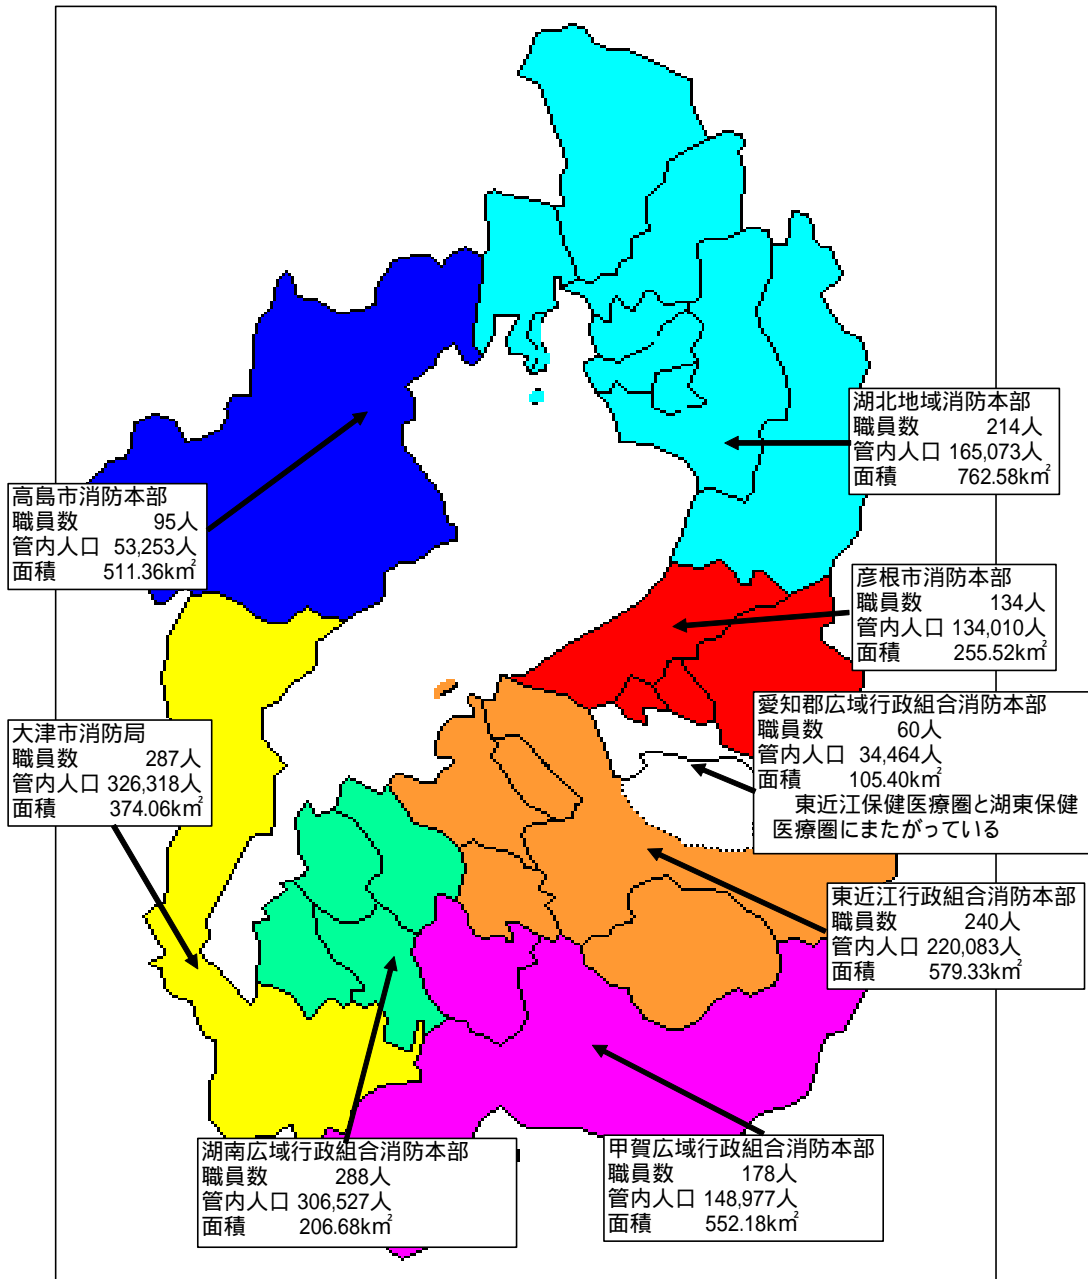 湖北地域消防本部
職員数 214人
管内人口 165,073人
面積 762.58km²
高島市消防本部
職員数 95人
管内人口 53,253人
面積 511.36km²
彦根市消防本部
職員数 134人
管内人口 134,010人
面積 255.52km²
愛知郡広域行政組合消防本部
職員数 60人
管内人口 34,464人
面積 105.40km²
東近江保健医療圏と湖東保健
医療圏にまたがっている
大津市消防局
職員数 287人
管内人口 326,318人
面積 374.06km²
東近江行政組合消防本部
職員数 240人
管内人口 220,083人
面積 579.33km²
湖南広域行政組合消防本部
職員数 288人
管内人口 306,527人
面積 206.68km²
甲賀広域行政組合消防本部
職員数 178人
管内人口 148,977人
面積 552.18km²